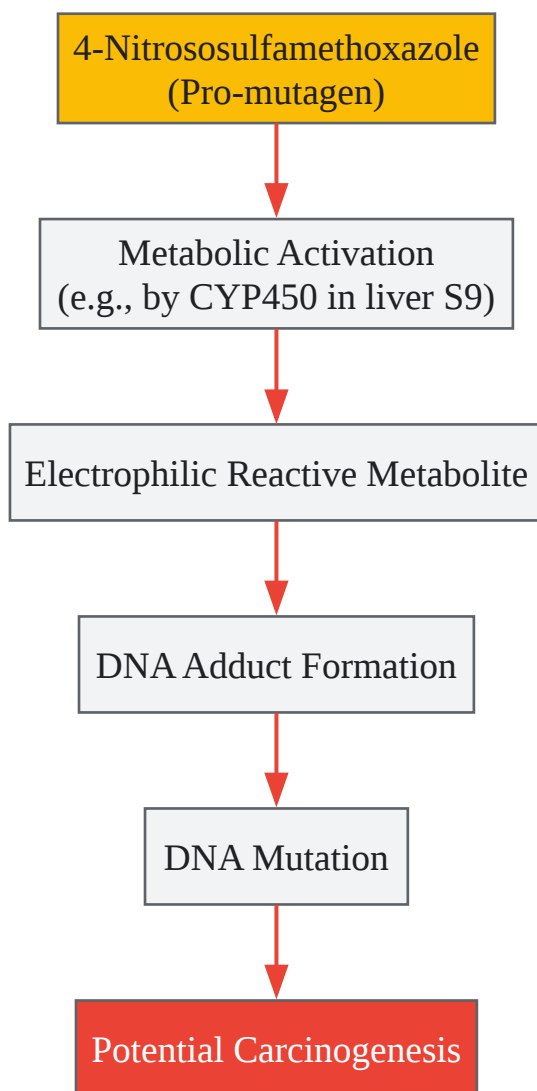 4-Nitrososulfamethoxazole
(Pro-mutagen)
Metabolic Activation
(e.g., by CYP450 in liver S9)
Electrophilic Reactive Metabolite
DNA Adduct Formation
DNA Mutation
Potential Carcinogenesis